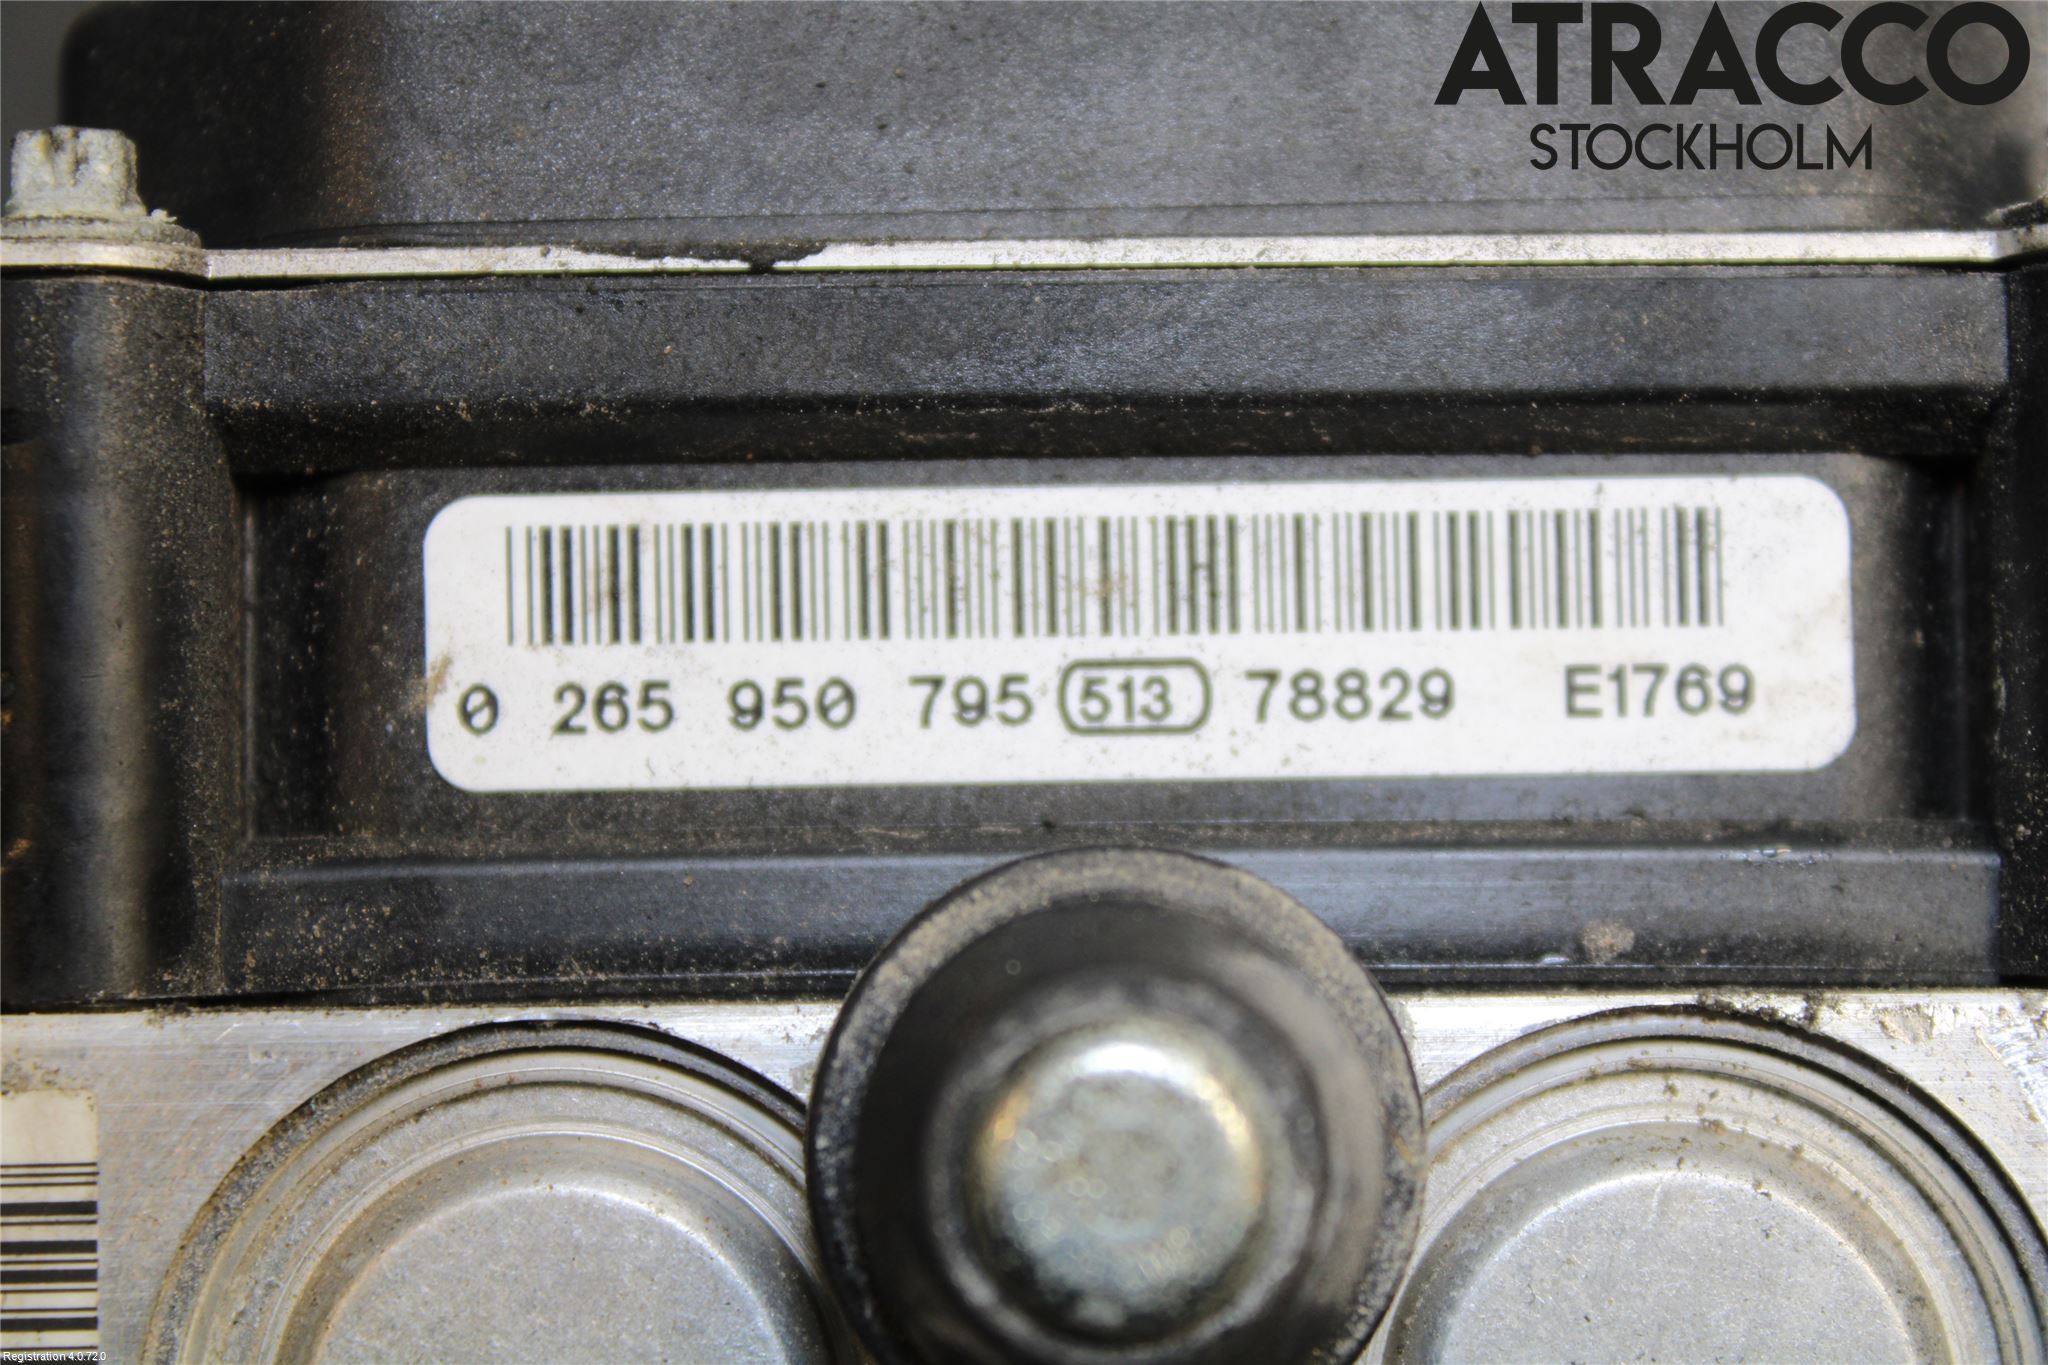 ATRACCO
STOCKHOLM
0 265 950 795 513 78829 E1769
Registration 4.0.72.0